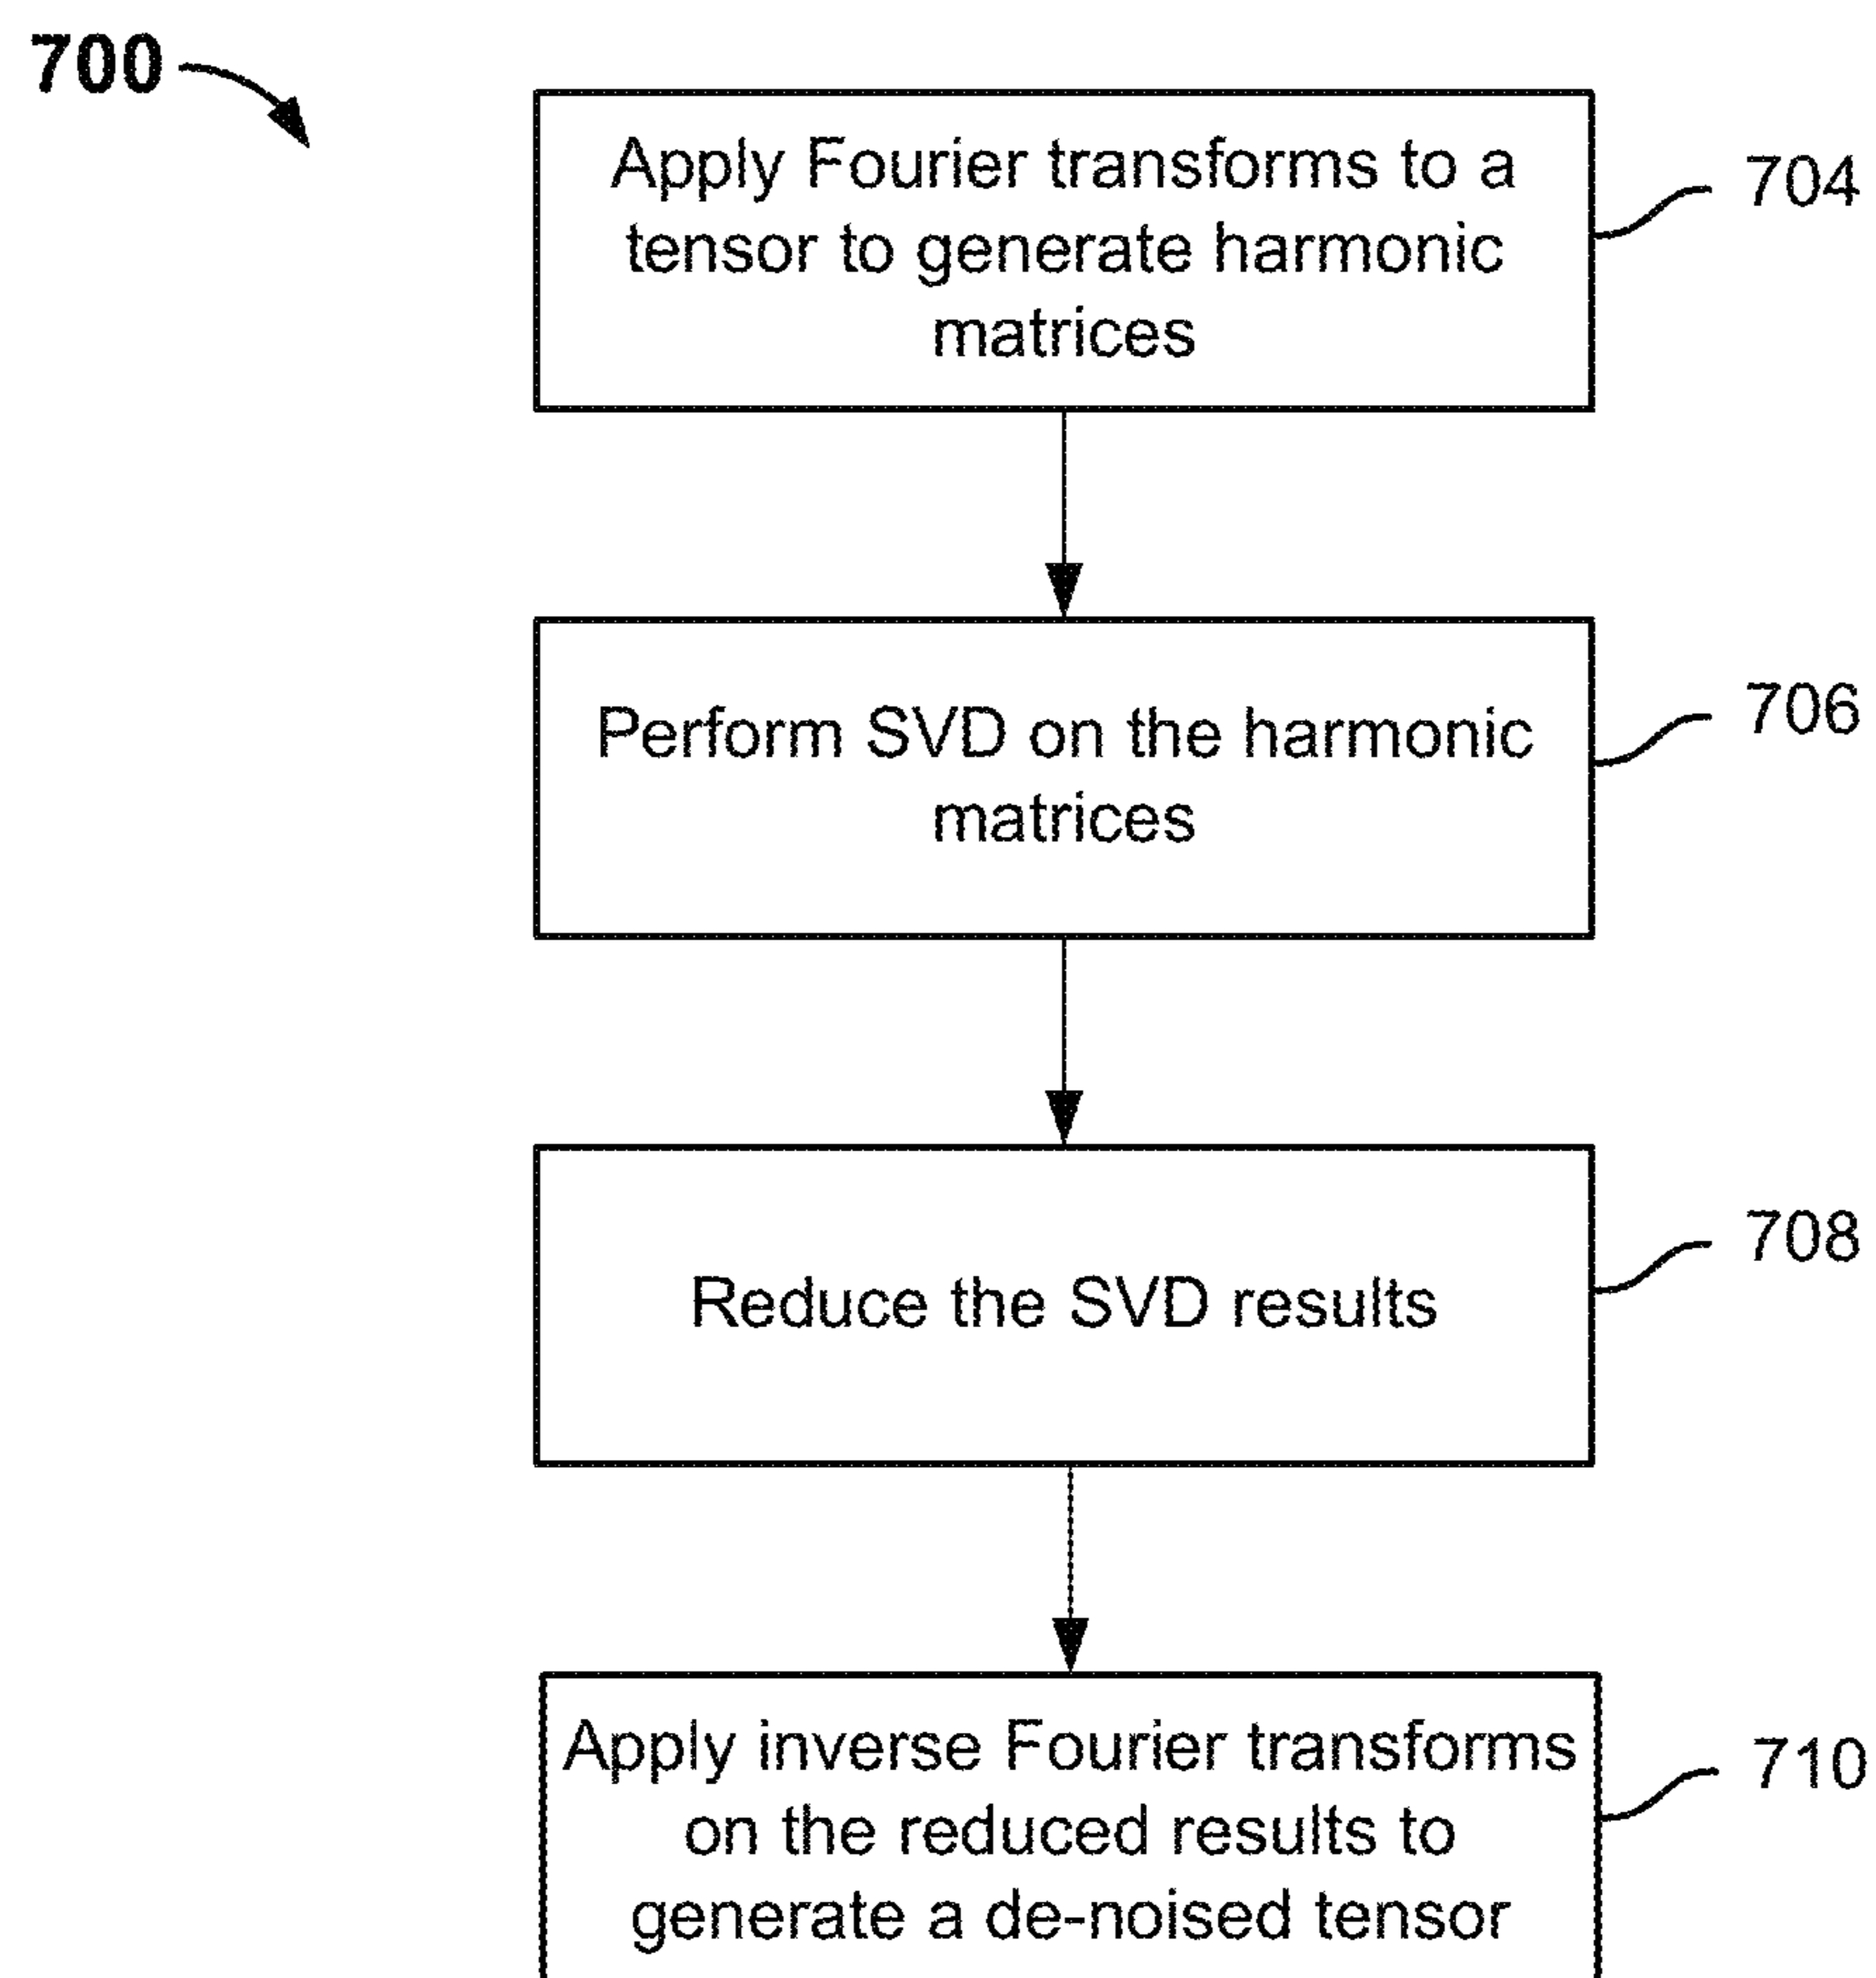 700
Apply Fourier transforms to a
tensor to generate harmonic
matrices
704
Perform SVD on the harmonic
matrices
706
Reduce the SVD results
708
Apply inverse Fourier transforms
on the reduced results to
generate a de-noised tensor
710